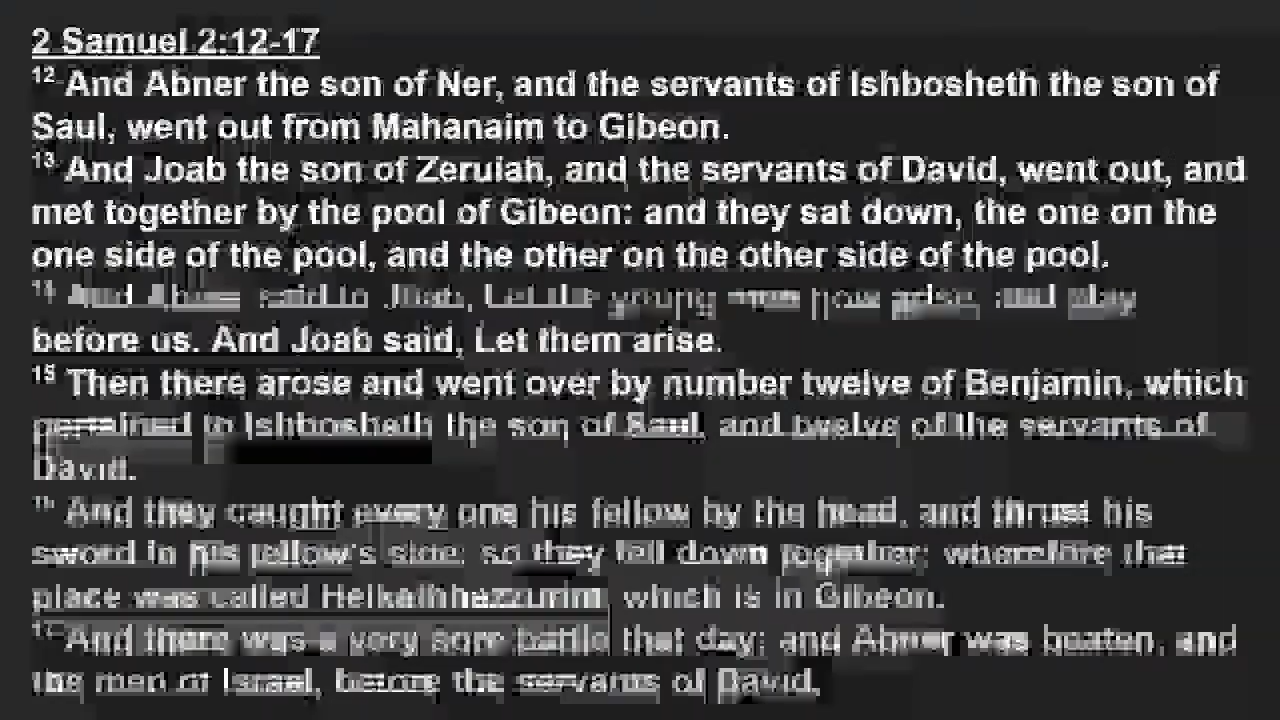 2 Samuel 2:12-17
12 And Abner the son of Ner, and the servants of Ishbosheth the son of
Saul, went out from Mahanaim to Gibeon.
13 And Joab the son of Zeruiah, and the servants of David, went out, and
met together by the pool of Gibeon: and they sat down, the one on the
one side of the pool, and the other on the other side of the pool.
And Abner said to Joab, Let the young men now arise, and play
before us. And Joab said, Let them arise.
15 Then there arose and went over by number twelve of Benjamin, which
pertained to Ishbosheth the son of Saul, and twelve of the servants of
David.
16 And they caught every one his fellow by the head, and thrust his
sword in his fellow's side; so they fell down together: wherefore that
place was called Helkathhazzurim, which is in Gibeon.
17 And there was a very sore battle that day; and Abner was beaten, and
the men of Israel, before the servants of David.